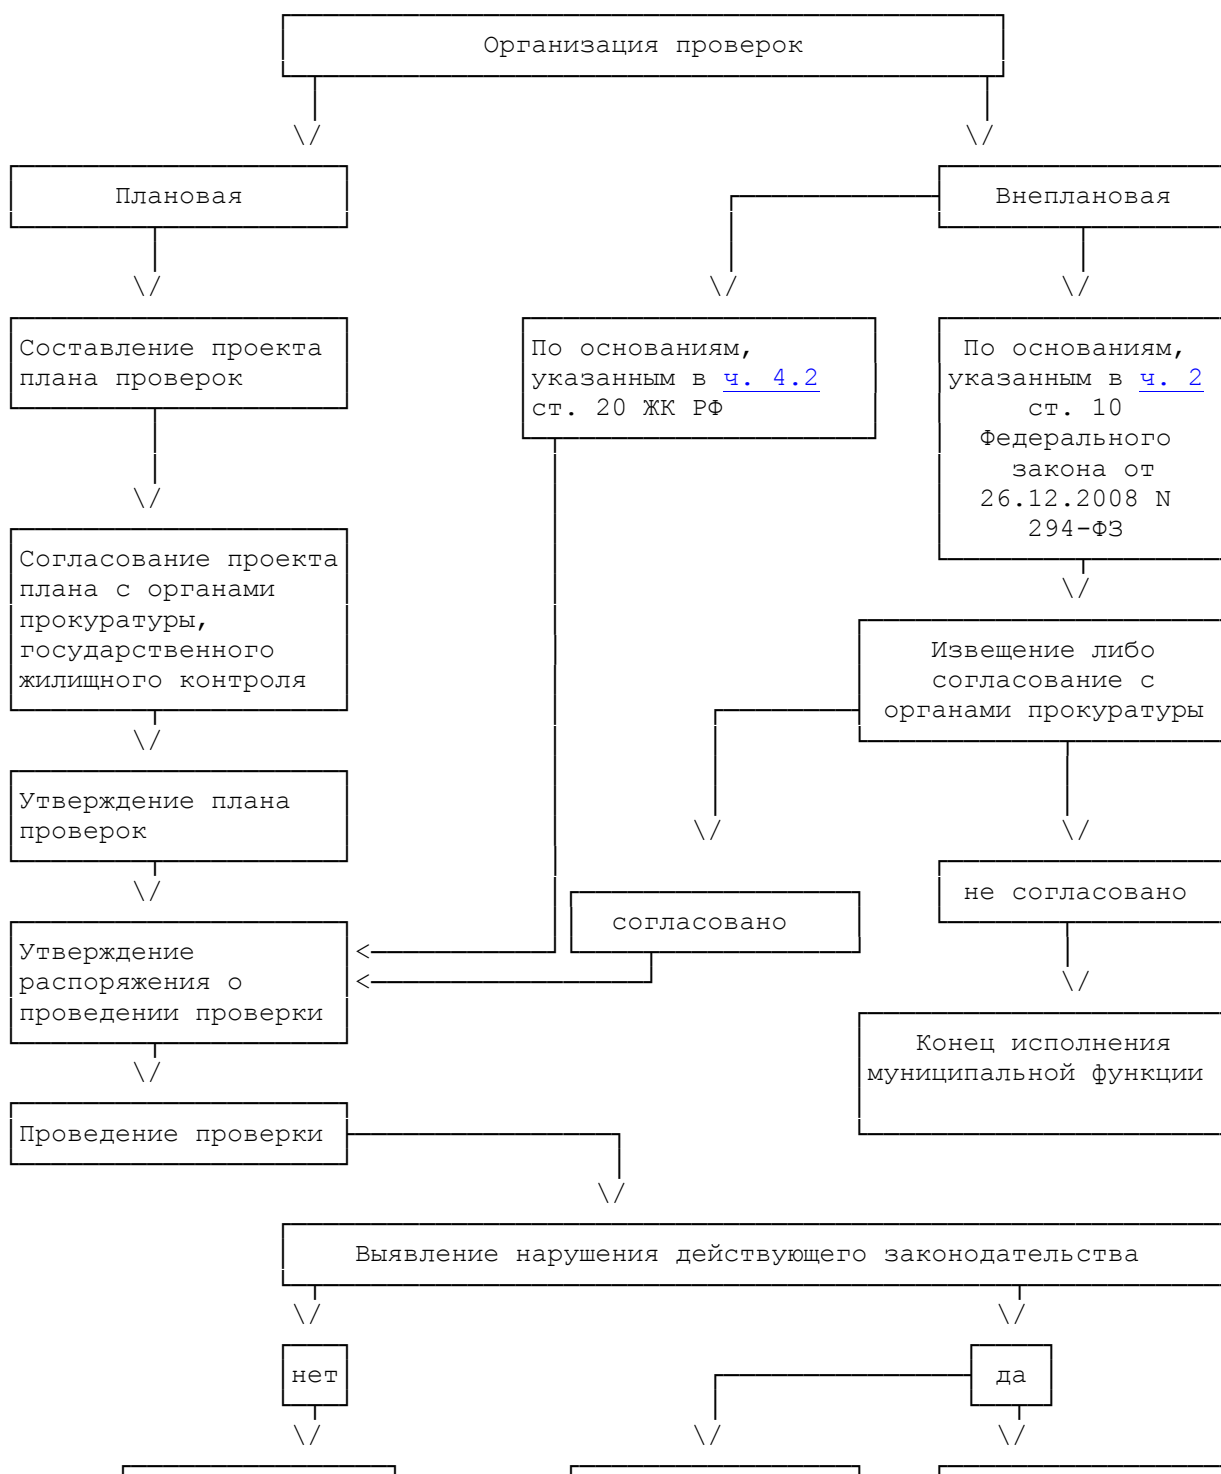 Организация проверок
Плановая
Внеплановая
Составление проекта
плана проверок
По основаниям,
указанным в ч. 4.2
ст. 20 ЖК РФ
По основаниям,
указанным в ч. 2
ст. 10
Федерального
закона от
26.12.2008 N
294-ФЗ
Согласование проекта
плана с органами
прокуратуры,
государственного
жилищного контроля
Извещение либо
согласование с
органами прокуратуры
Утверждение плана
проверок
не согласовано
согласовано
Утверждение
распоряжения о
проведении проверки
Конец исполнения
муниципальной функции
Проведение проверки
Выявление нарушения действующего законодательства
нет
да